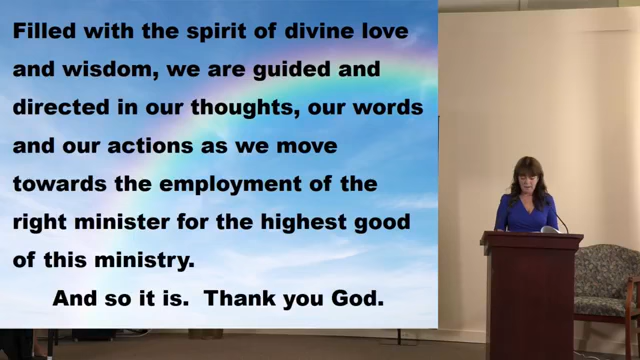 Filled with the spirit of divine love
and wisdom, we are guided and
directed in our thoughts, our words
and our actions as we move
towards the employment of the
right minister for the highest good
of this ministry.
And so it is. Thank you God.